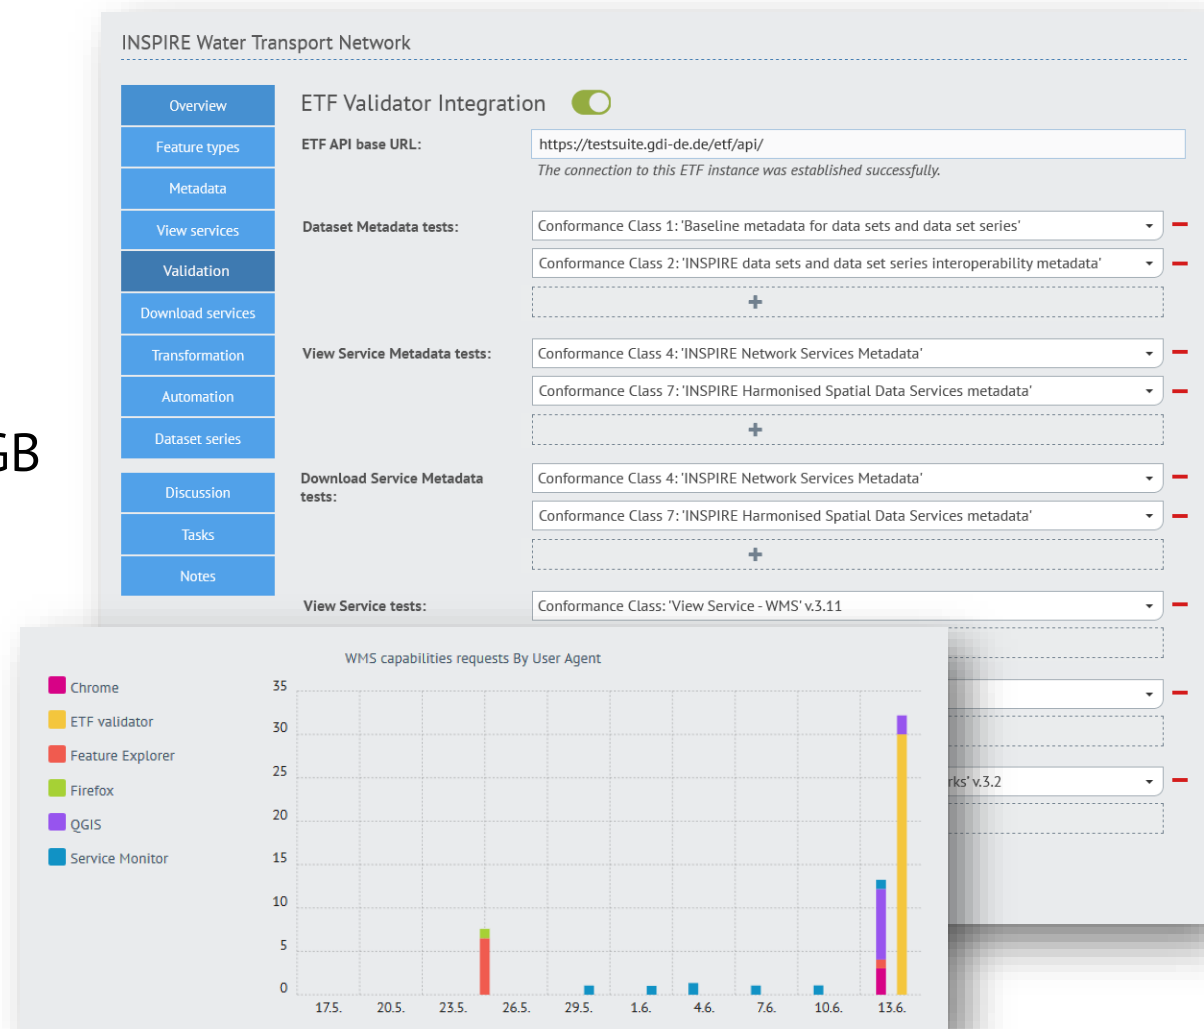 INSPIRE Water Transport Network
Overview
Feature types
Metadata
View services
Validation
Download services
Transformation
Automation
Dataset series
Discussion
Tasks
Notes
ETF Validator Integration
ETF API base URL:
https://testsuite.gdi-de.de/etf/api/
The connection to this ETF instance was established successfully.
Dataset Metadata tests:
Conformance Class 1: 'Baseline metadata for data sets and data set series'
Conformance Class 2: 'INSPIRE data sets and data set series interoperability metadata'
+
View Service Metadata tests:
Conformance Class 4: 'INSPIRE Network Services Metadata'
Conformance Class 7: 'INSPIRE Harmonised Spatial Data Services metadata'
+
GB
Download Service Metadata
tests:
Conformance Class 4: 'INSPIRE Network Services Metadata'
Conformance Class 7: 'INSPIRE Harmonised Spatial Data Services metadata'
+
View Service tests:
Conformance Class: 'View Service - WMS' v.3.11
rks' v.3.2
WMS capabilities requests By User Agent
Chrome
ETF validator
Feature Explorer
Firefox
QGIS
Service Monitor
35
30
25
20
15
10
5
0
17.5. 20.5. 23.5. 26.5. 29.5. 1.6. 4.6. 7.6. 10.6. 13.6.